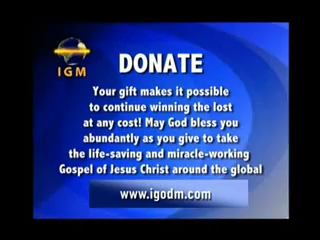 IGM
DONATE
Your gift makes it possible
to continue winning the lost
at any cost! May God bless you
abundantly as you give to take
the life-saving and miracle-working
Gospel of Jesus Christ around the global
www.igodm.com